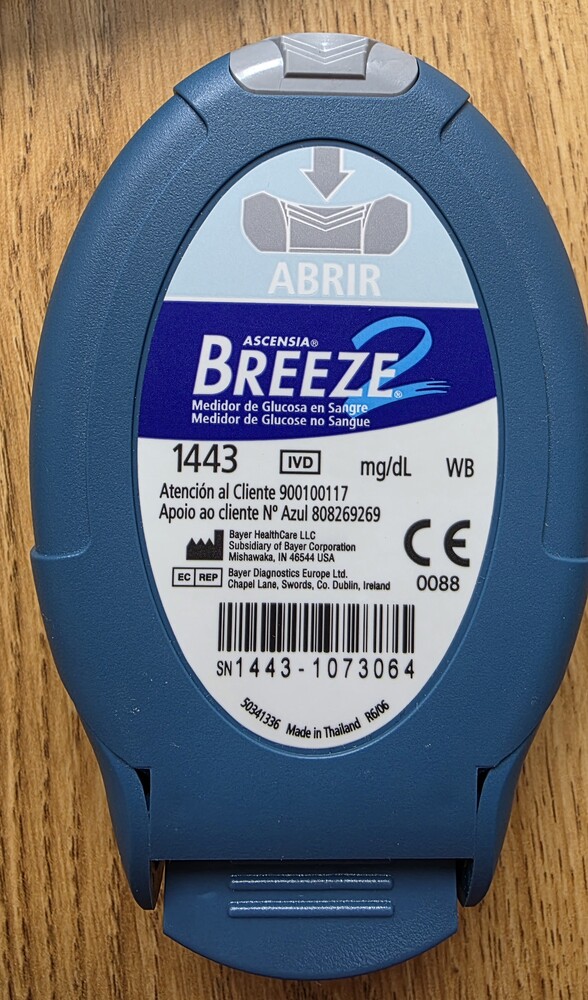 ABRIR
ASCENSIA®
BREEZE®2
Medidor de Glucosa en Sangre
Medidor de Glucose no Sangue
1443 IVD mg/dL WB
Atención al Cliente 900100117
Apoio ao cliente Nº Azul 808269269
Bayer HealthCare LLC
Subsidiary of Bayer Corporation
Mishawaka, IN 46544 USA
CE
0088
EC REP
Bayer Diagnostics Europe Ltd.
Chapel Lane, Swords, Co. Dublin, Ireland
SN1443-1073064
50341336 Made in Thailand R6/06